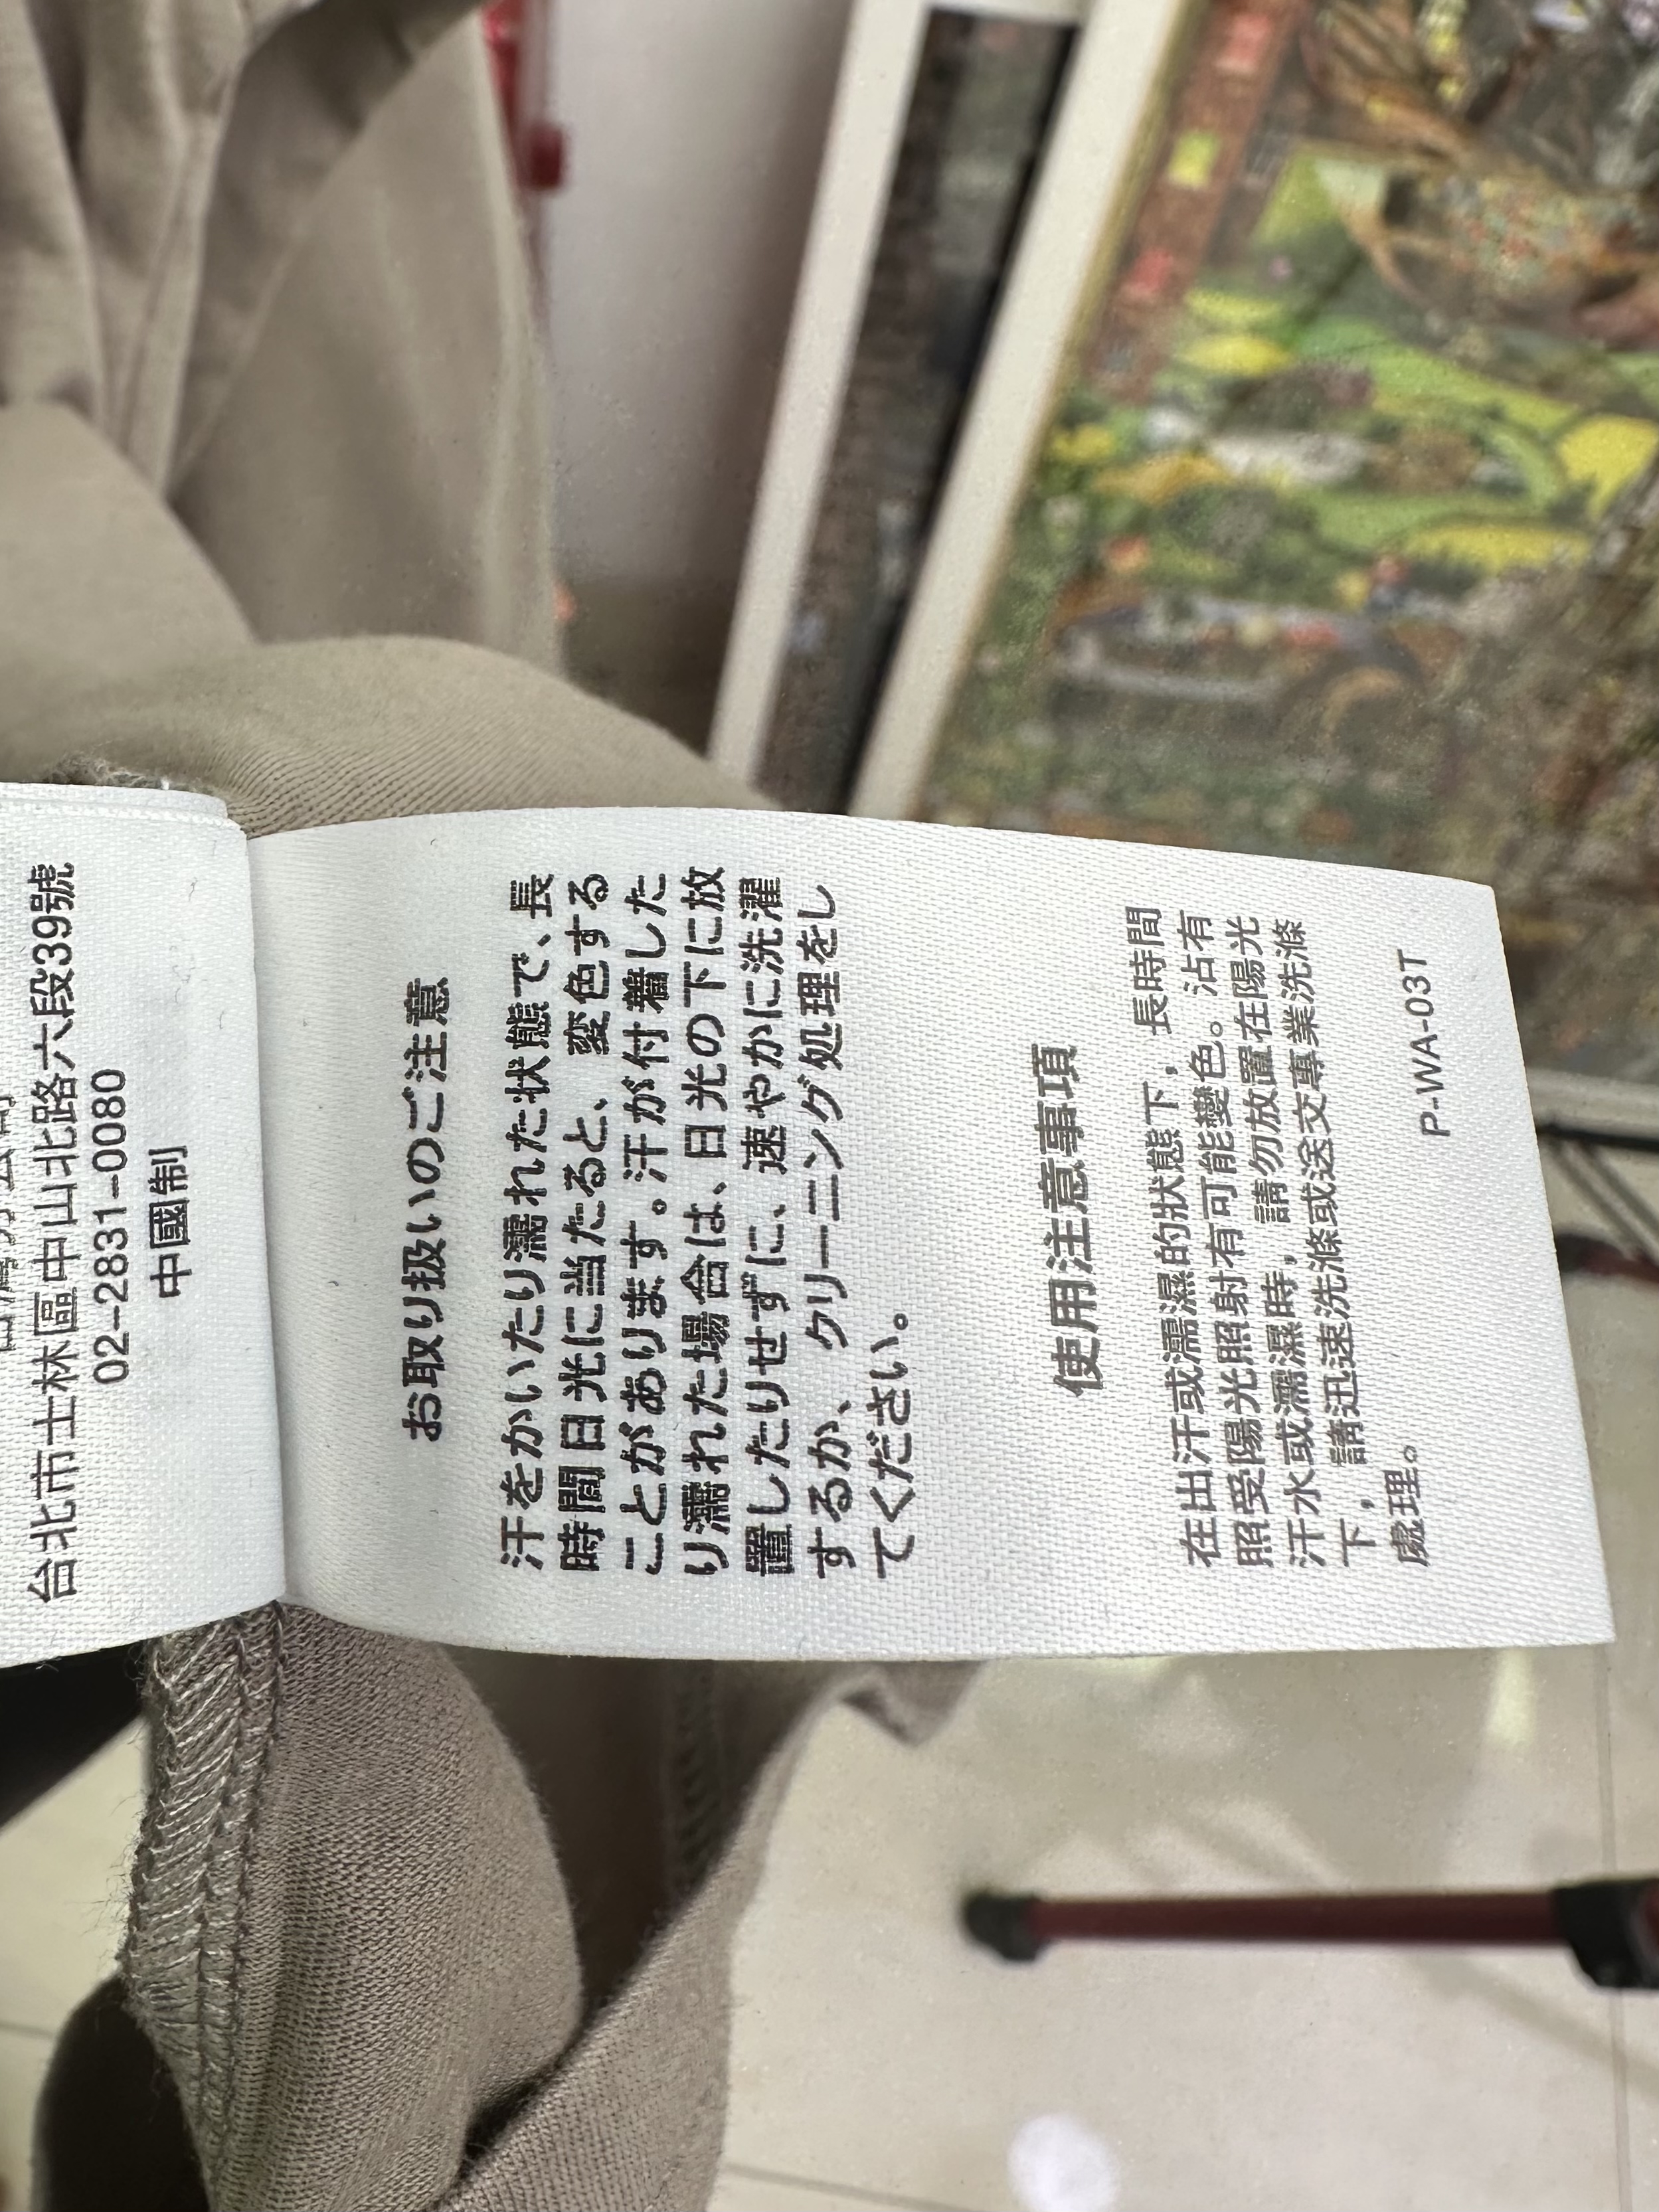 台北市士林區中山北路六段39號
02-2831-0080
中國制
お取り扱いのご注意
汗をかいたり濡れた状態で、長
時間日光に当たると、変色する
ことがあります。汗が付着した
り濡れた場合は、日光の下に放
置したりせずに、速やかに洗濯
するか、クリーニング処理をし
てください。
使用注意事項
在出汗或濡濕的狀態下，長時間
照受陽光照射有可能變色。沾有
汗水或濡濕時，請勿放置在陽光
下，請迅速洗滌或送交專業洗滌
處理。
P-WA-03T